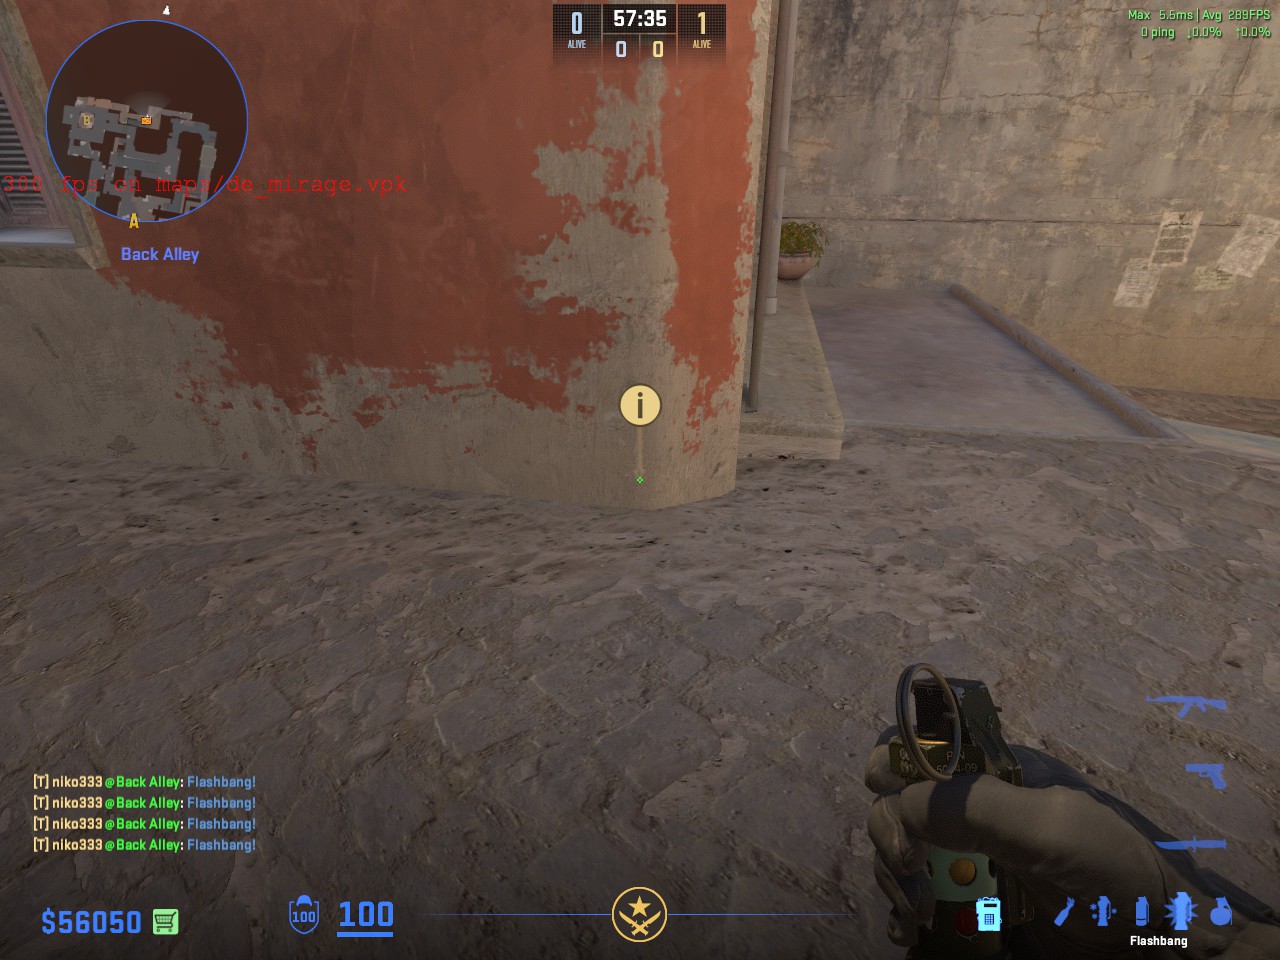 0
57:35
1
ALIVE
0
0
ALIVE
Max 5.5ms | Avg 289FPS
0 ping ↓0.0% ↑0.0%
B
300 fps on maps/de_mirage.vpk
A
Back Alley
i
[T] niko333 @ Back Alley: Flashbang!
[T] niko333 @ Back Alley: Flashbang!
[T] niko333 @ Back Alley: Flashbang!
[T] niko333 @ Back Alley: Flashbang!
$56050
100
100
Flashbang